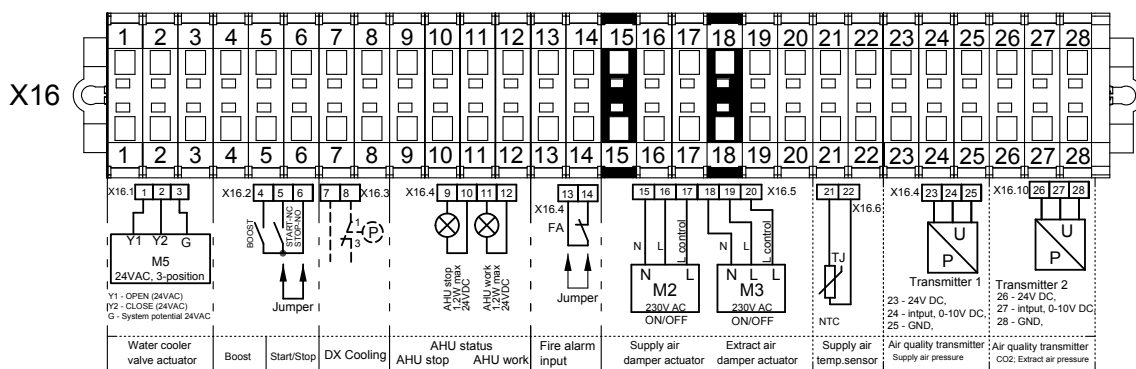 1 2 3 4 5 6 7 8 9 10 11 12 13 14 15 16 17 18 19 20 21 22 23 24 25 26 27 28
X16
1 2 3 4 5 6 7 8 9 10 11 12 13 14 15 16 17 18 19 20 21 22 23 24 25 26 27 28
X16.1 1 2 3
Y1 Y2 G
M5
24VAC, 3-position
Y1 - OPEN (24VAC)
Y2 - CLOSE (24VAC)
G - System potential 24VAC
Water cooler
valve actuator
X16.2 4 5 6
BOOST
START-NC
STOP-NO
Jumper
Boost
Start/Stop
7 8 X16.3
1
P
3
DX Cooling
X16.4 9 10 11 12
AHU stop
1,2W max
24VDC
AHU work
1,2W max
24VDC
AHU status
AHU stop AHU work
13 14
X16.4
FA
Jumper
Fire alarm
input
15 16 17 18 19 20 X16.5
N L L control L control
N L
M2
230V AC
ON/OFF
N L L
M3
230V AC
ON/OFF
Supply air
damper actuator
Extract air
damper actuator
21 22
X16.6
TJ
NTC
Supply air
temp.sensor
X16.4
23 24 25
U
P
Transmitter 1
23 - 24V DC,
24 - intput, 0-10V DC,
25 - GND,
Air quality transmitter
Supply air pressure
X16.10 26 27 28
U
P
Transmitter 2
26 - 24V DC,
27 - intput, 0-10V DC
28 - GND,
Air quality transmitter
CO2; Extract air pressure